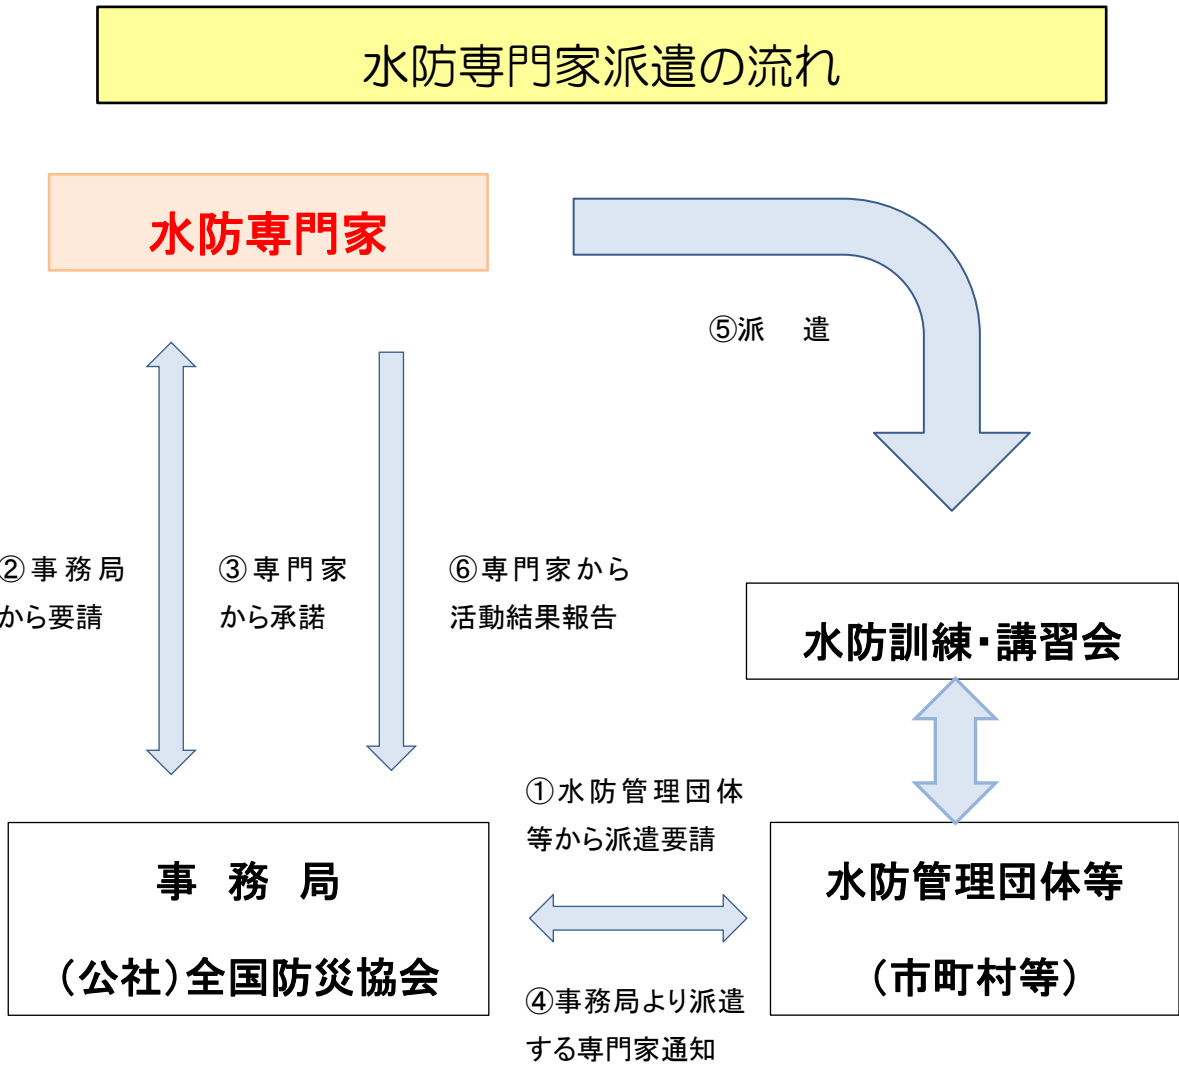 水防専門家派遣の流れ
水防専門家
⑤派　遣
②事務局
から要請
③専門家
から承諾
⑥専門家から
活動結果報告
水防訓練・講習会
①水防管理団体
等から派遣要請
事　務　局
（公社）全国防災協会
水防管理団体等
（市町村等）
④事務局より派遣
する専門家通知